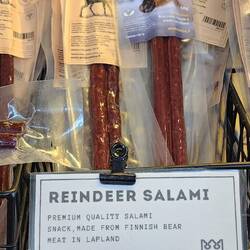 REINDEER SALAMI
PREMIUM QUALITY SALAMI
SNACK,MADE FROM FINNISH BEAR
MEAT IN LAPLAND